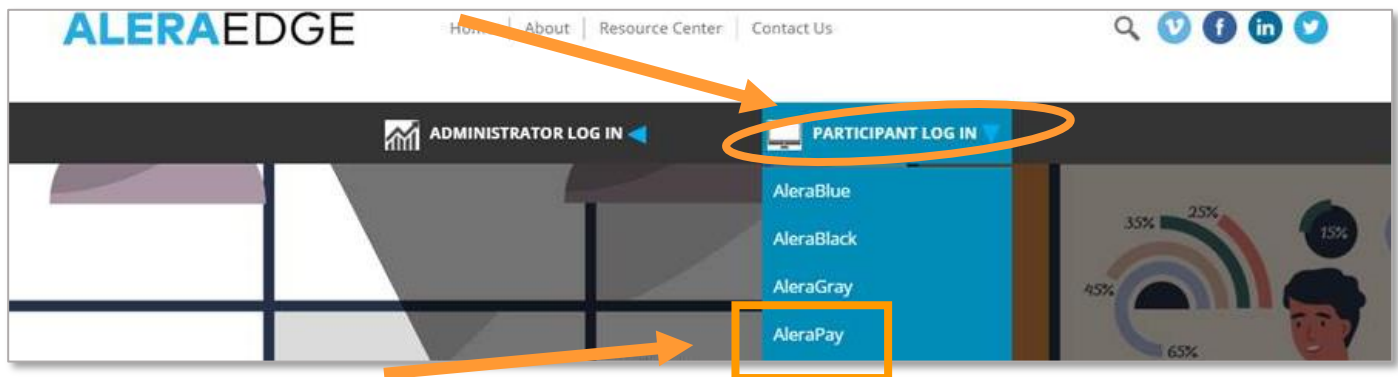 ALERAEDGE
Home | About | Resource Center | Contact Us
ADMINISTRATOR LOG IN
PARTICIPANT LOG IN
AleraBlue
AleraBlack
AleraGray
AleraPay
35%
25%
15%
45%
65%